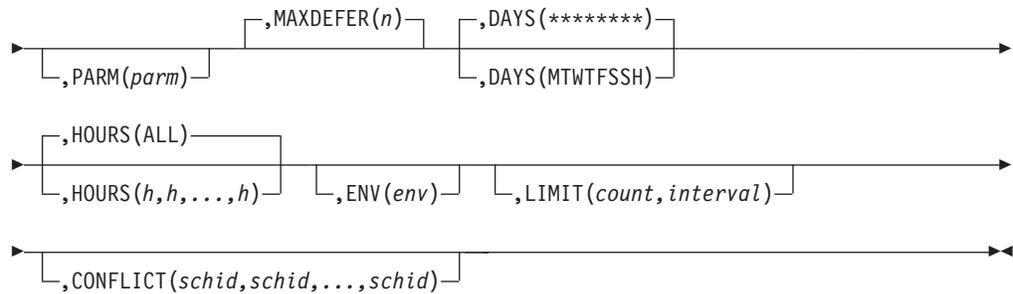 ,MAXDEFER(n) ,DAYS(********)
,PARM(parm) ,DAYS(MTWTFSSH)
,HOURS(ALL)
,HOURS(h,h,...,h) ,ENV(env) ,LIMIT(count,interval)
,CONFLICT(schid,schid,...,schid)